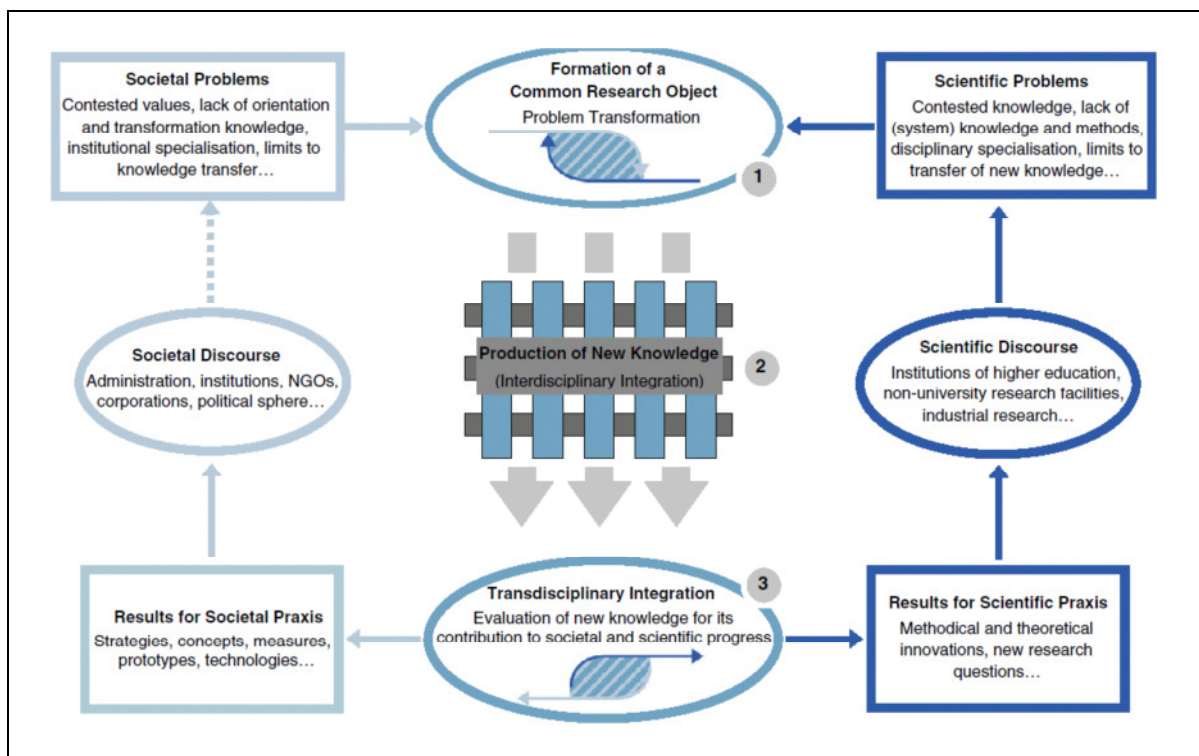 Societal Problems
Contested values, lack of orientation
and transformation knowledge,
institutional specialisation, limits to
knowledge transfer...
Formation of a
Common Research Object
Problem Transformation
1
Scientific Problems
Contested knowledge, lack of
(system) knowledge and methods,
disciplinary specialisation, limits to
transfer of new knowledge...
Societal Discourse
Administration, institutions, NGOs,
corporations, political sphere...
Production of New Knowledge
(Interdisciplinary Integration)
2
Scientific Discourse
Institutions of higher education,
non-university research facilities,
industrial research...
Results for Societal Praxis
Strategies, concepts, measures,
prototypes, technologies...
Transdisciplinary Integration
Evaluation of new knowledge for its
contribution to societal and scientific progress
3
Results for Scientific Praxis
Methodical and theoretical
innovations, new research
questions...